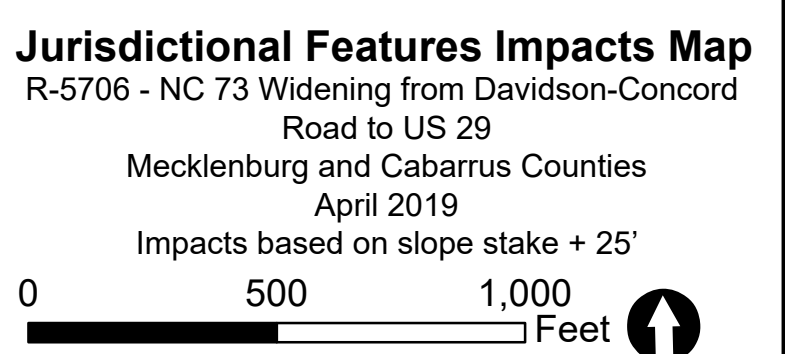 Jurisdictional Features Impacts Map
R-5706 - NC 73 Widening from Davidson-Concord
Road to US 29
Mecklenburg and Cabarrus Counties
April 2019
Impacts based on slope stake + 25’
0 500 1,000
Feet